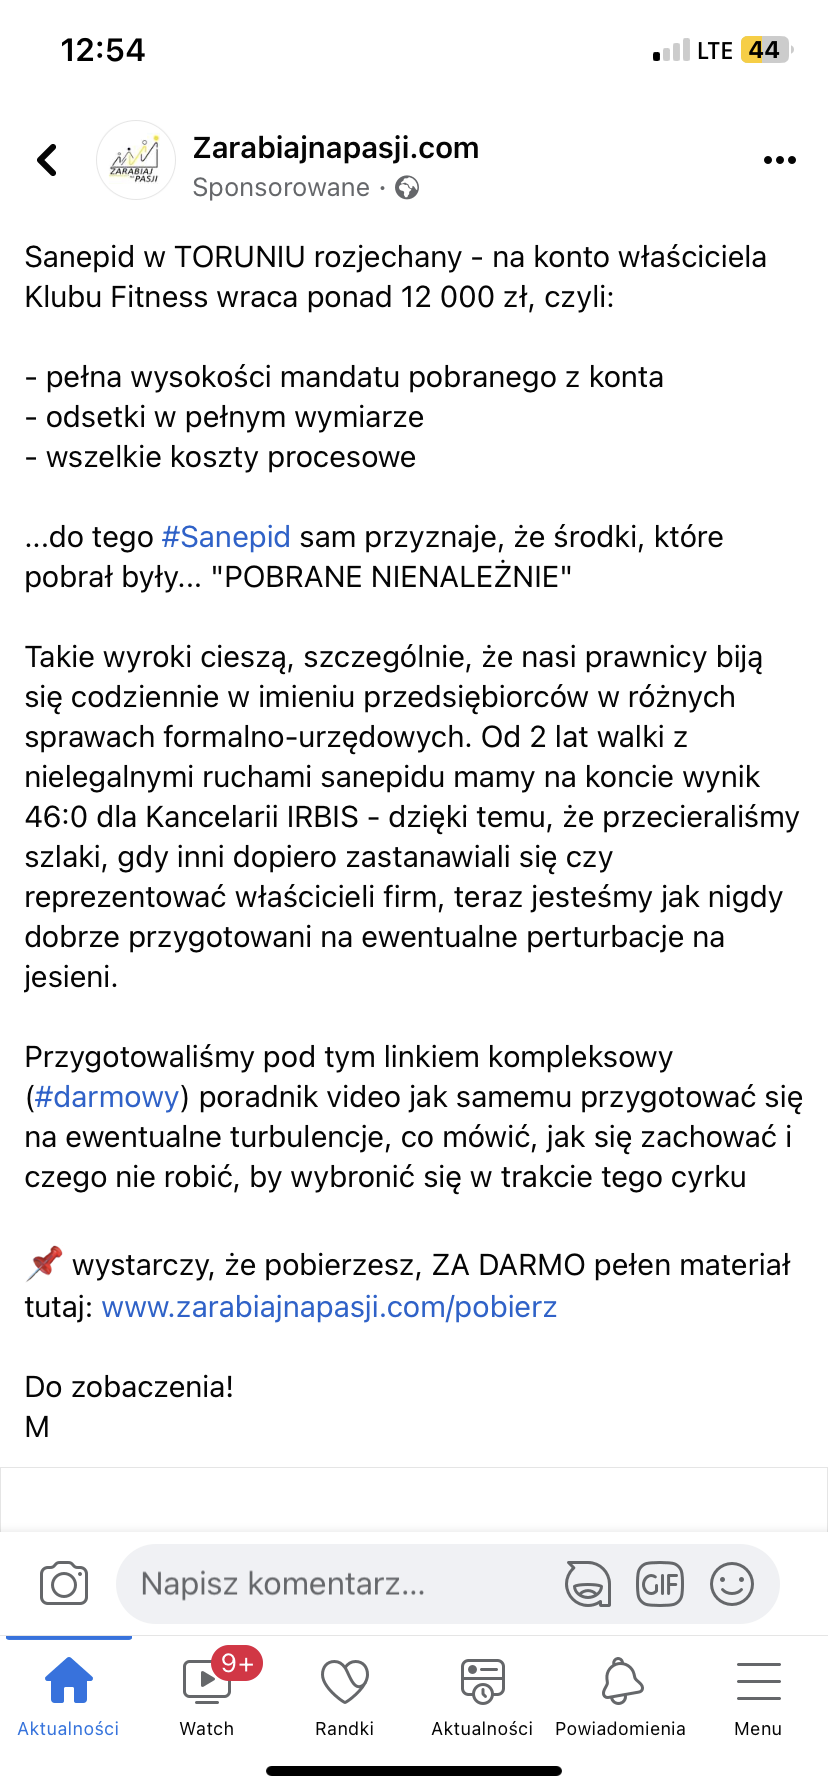 12:54
LTE 44
ZARABIAJ
NA PASJI
Zarabiajnapasji.com
Sponsorowane ·
Sanepid w TORUNIU rozjechany - na konto właściciela
Klubu Fitness wraca ponad 12 000 zł, czyli:
- pełna wysokości mandatu pobranego z konta
- odsetki w pełnym wymiarze
- wszelkie koszty procesowe
...do tego #Sanepid sam przyznaje, że środki, które
pobrał były... "POBRANE NIENALEŻNIE"
Takie wyroki cieszą, szczególnie, że nasi prawnicy biją
się codziennie w imieniu przedsiębiorców w różnych
sprawach formalno-urzędowych. Od 2 lat walki z
nielegalnymi ruchami sanepidu mamy na koncie wynik
46:0 dla Kancelarii IRBIS - dzięki temu, że przecieraliśmy
szlaki, gdy inni dopiero zastanawiali się czy
reprezentować właścicieli firm, teraz jesteśmy jak nigdy
dobrze przygotowani na ewentualne perturbacje na
jesieni.
Przygotowaliśmy pod tym linkiem kompleksowy
(#darmowy) poradnik video jak samemu przygotować się
na ewentualne turbulencje, co mówić, jak się zachować i
czego nie robić, by wybronić się w trakcie tego cyrku
📌 wystarczy, że pobierzesz, ZA DARMO pełen materiał
tutaj: www.zarabiajnapasji.com/pobierz
Do zobaczenia!
M
Napisz komentarz...
GIF
9+
Aktualności Watch Randki Aktualności Powiadomienia Menu